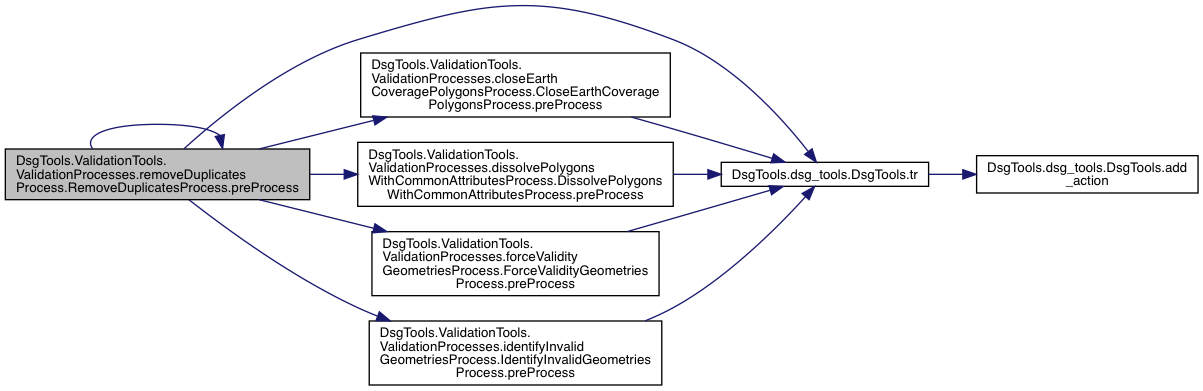 DsgTools.ValidationTools.
ValidationProcesses.removeDuplicates
Process.RemoveDuplicatesProcess.preProcess
DsgTools.ValidationTools.
ValidationProcesses.closeEarth
CoveragePolygonsProcess.CloseEarthCoverage
PolygonsProcess.preProcess
DsgTools.ValidationTools.
ValidationProcesses.dissolvePolygons
WithCommonAttributesProcess.DissolvePolygons
WithCommonAttributesProcess.preProcess
DsgTools.ValidationTools.
ValidationProcesses.forceValidity
GeometriesProcess.ForceValidityGeometries
Process.preProcess
DsgTools.ValidationTools.
ValidationProcesses.identifyInvalid
GeometriesProcess.IdentifyInvalidGeometries
Process.preProcess
DsgTools.dsg_tools.DsgTools.tr
DsgTools.dsg_tools.DsgTools.add
_action